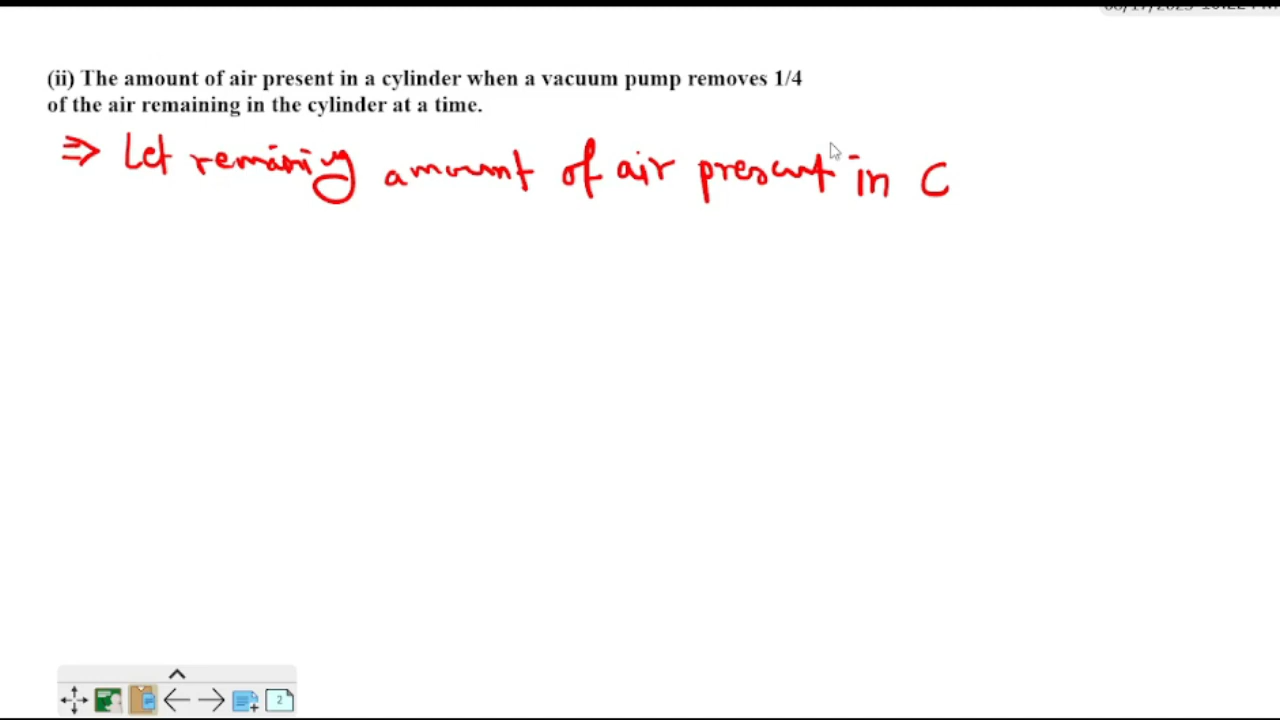 (ii) The amount of air present in a cylinder when a vacuum pump removes 1/4
of the air remaining in the cylinder at a time.
⇒ Let remaining amount of air present in C
2